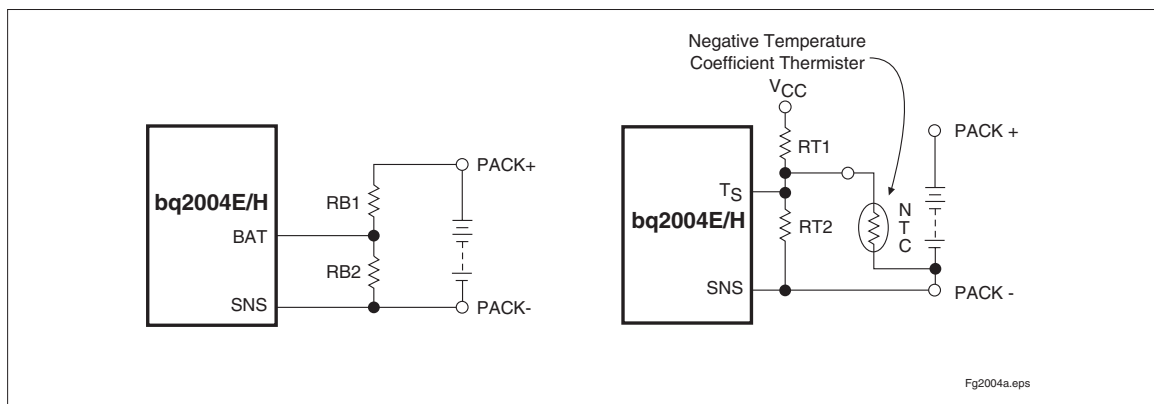 Negative Temperature
Coefficient Thermister
VCC
PACK+
RB1
bq2004E/H
BAT
RB2
SNS
PACK-
PACK +
RT1
TS
bq2004E/H
RT2
N
T
C
SNS
PACK -
Fg2004a.eps